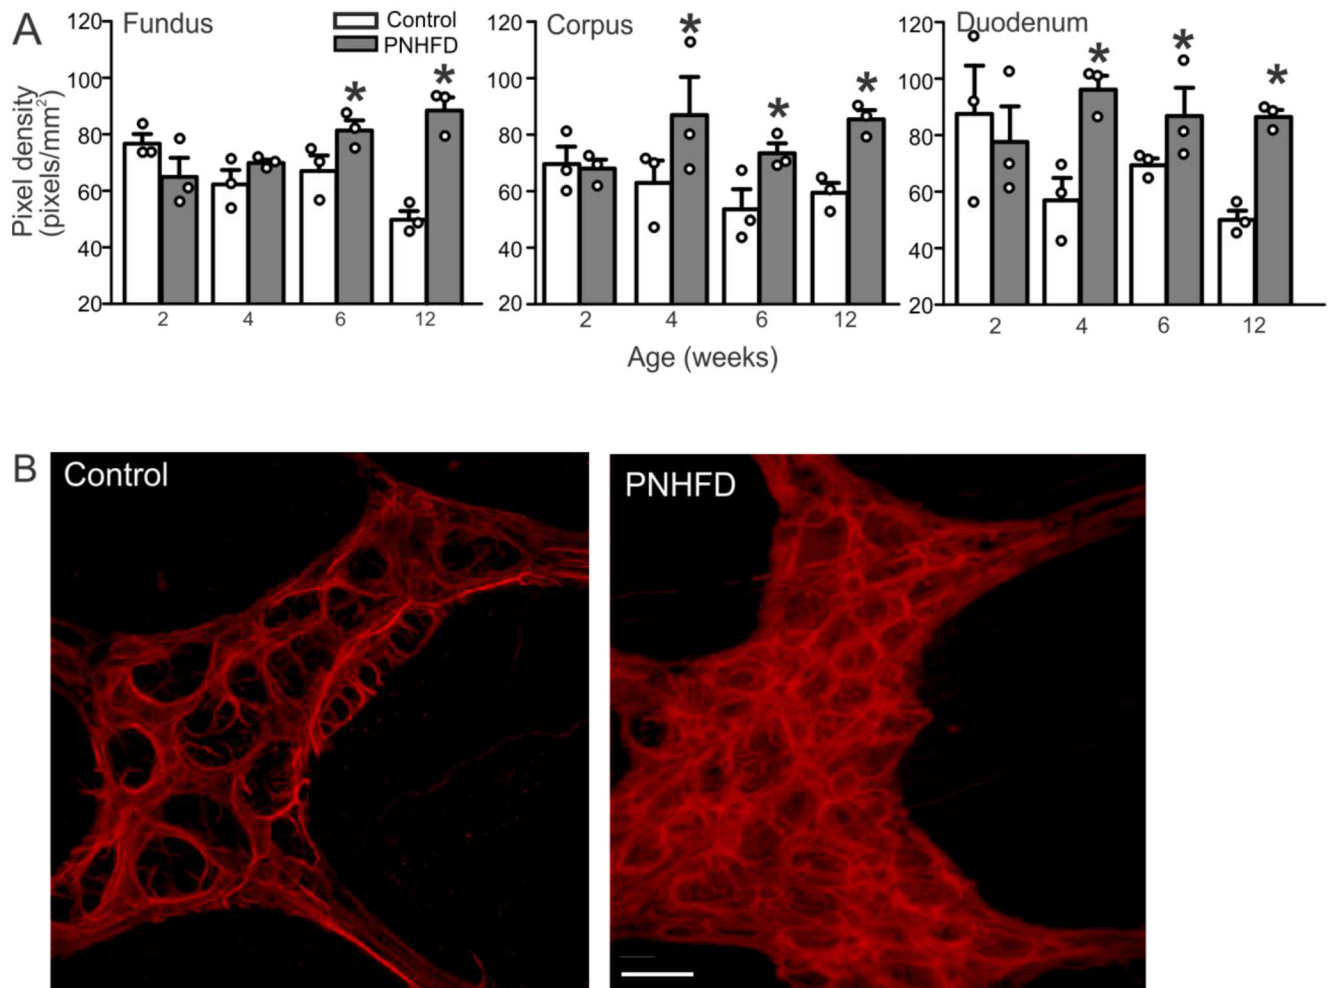 A
Fundus
Control
PNHFD
Corpus
Duodenum
Pixel density
(pixels/mm²)
120
100
80
60
40
20
* *
2 4 6 12
120
100
80
60
40
20
* * *
2 4 6 12
120
100
80
60
40
20
* * *
2 4 6 12
Age (weeks)
B
Control
PNHFD